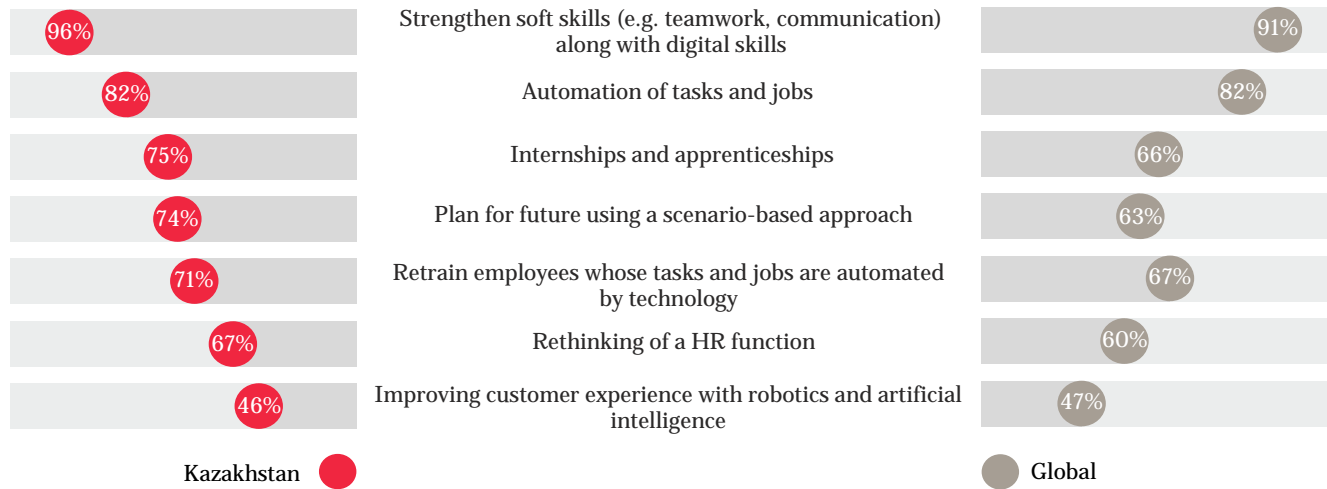 96%
Strengthen soft skills (e.g. teamwork, communication)
along with digital skills
91%
82%
Automation of tasks and jobs
82%
75%
Internships and apprenticeships
66%
74%
Plan for future using a scenario-based approach
63%
71%
Retrain employees whose tasks and jobs are automated
by technology
67%
67%
Rethinking of a HR function
60%
46%
Improving customer experience with robotics and artificial
intelligence
47%
Kazakhstan
Global